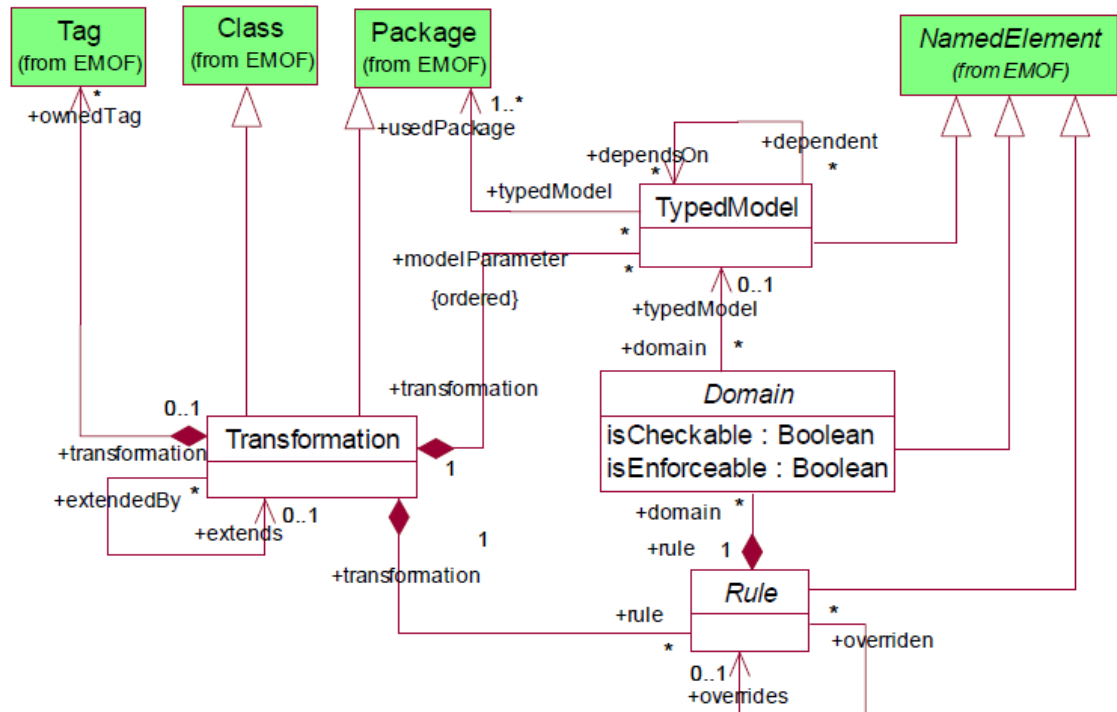 Tag
(from EMOF)
Class
(from EMOF)
Package
(from EMOF)
NamedElement
(from EMOF)
*
+ownedTag
1..*
+usedPackage
+dependsOn
*
+dependent
*
+typedModel
TypedModel
*
+modelParameter
*
{ordered}
0..1
+typedModel
+domain
*
+transformation
Domain
isCheckable : Boolean
isEnforceable : Boolean
0..1
+transformation
Transformation
1
+extendedBy
*
+extends
0..1
1
+transformation
*
+domain
+rule
1
Rule
+rule
*
*
+overriden
0..1
+overrides